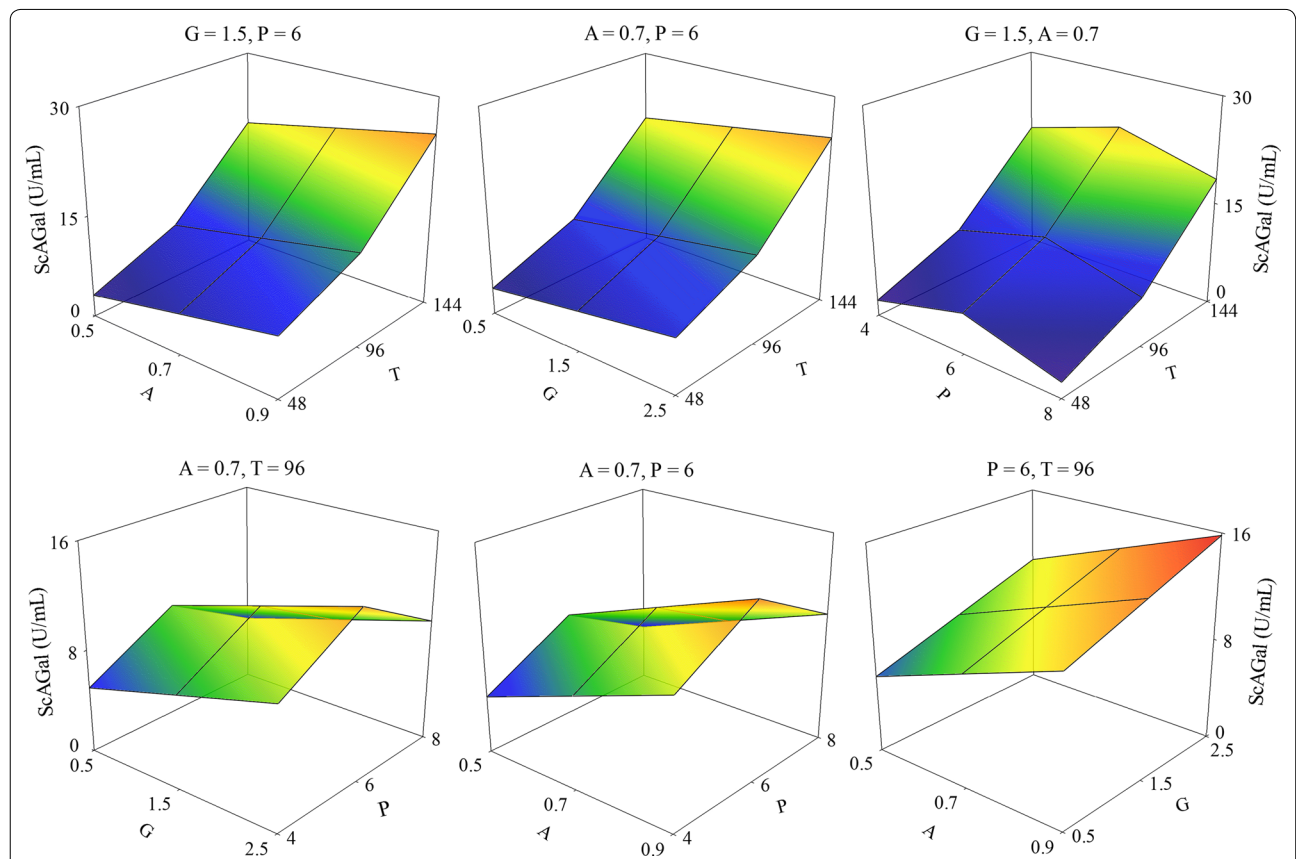 G = 1.5, P = 6
A = 0.7, P = 6
G = 1.5, A = 0.7
30
15
0
ScAGal (U/mL)
0.5
0.7
0.9
A
48
96
144
T
0.5
1.5
2.5
G
48
96
144
T
4
6
8
P
48
96
144
T
30
15
0
ScAGal (U/mL)
A = 0.7, T = 96
A = 0.7, P = 6
P = 6, T = 96
16
8
0
ScAGal (U/mL)
0.5
1.5
2.5
G
4
6
8
P
0.5
0.7
0.9
A
4
6
8
P
0.5
0.7
0.9
A
0.5
1.5
2.5
G
16
8
0
ScAGal (U/mL)